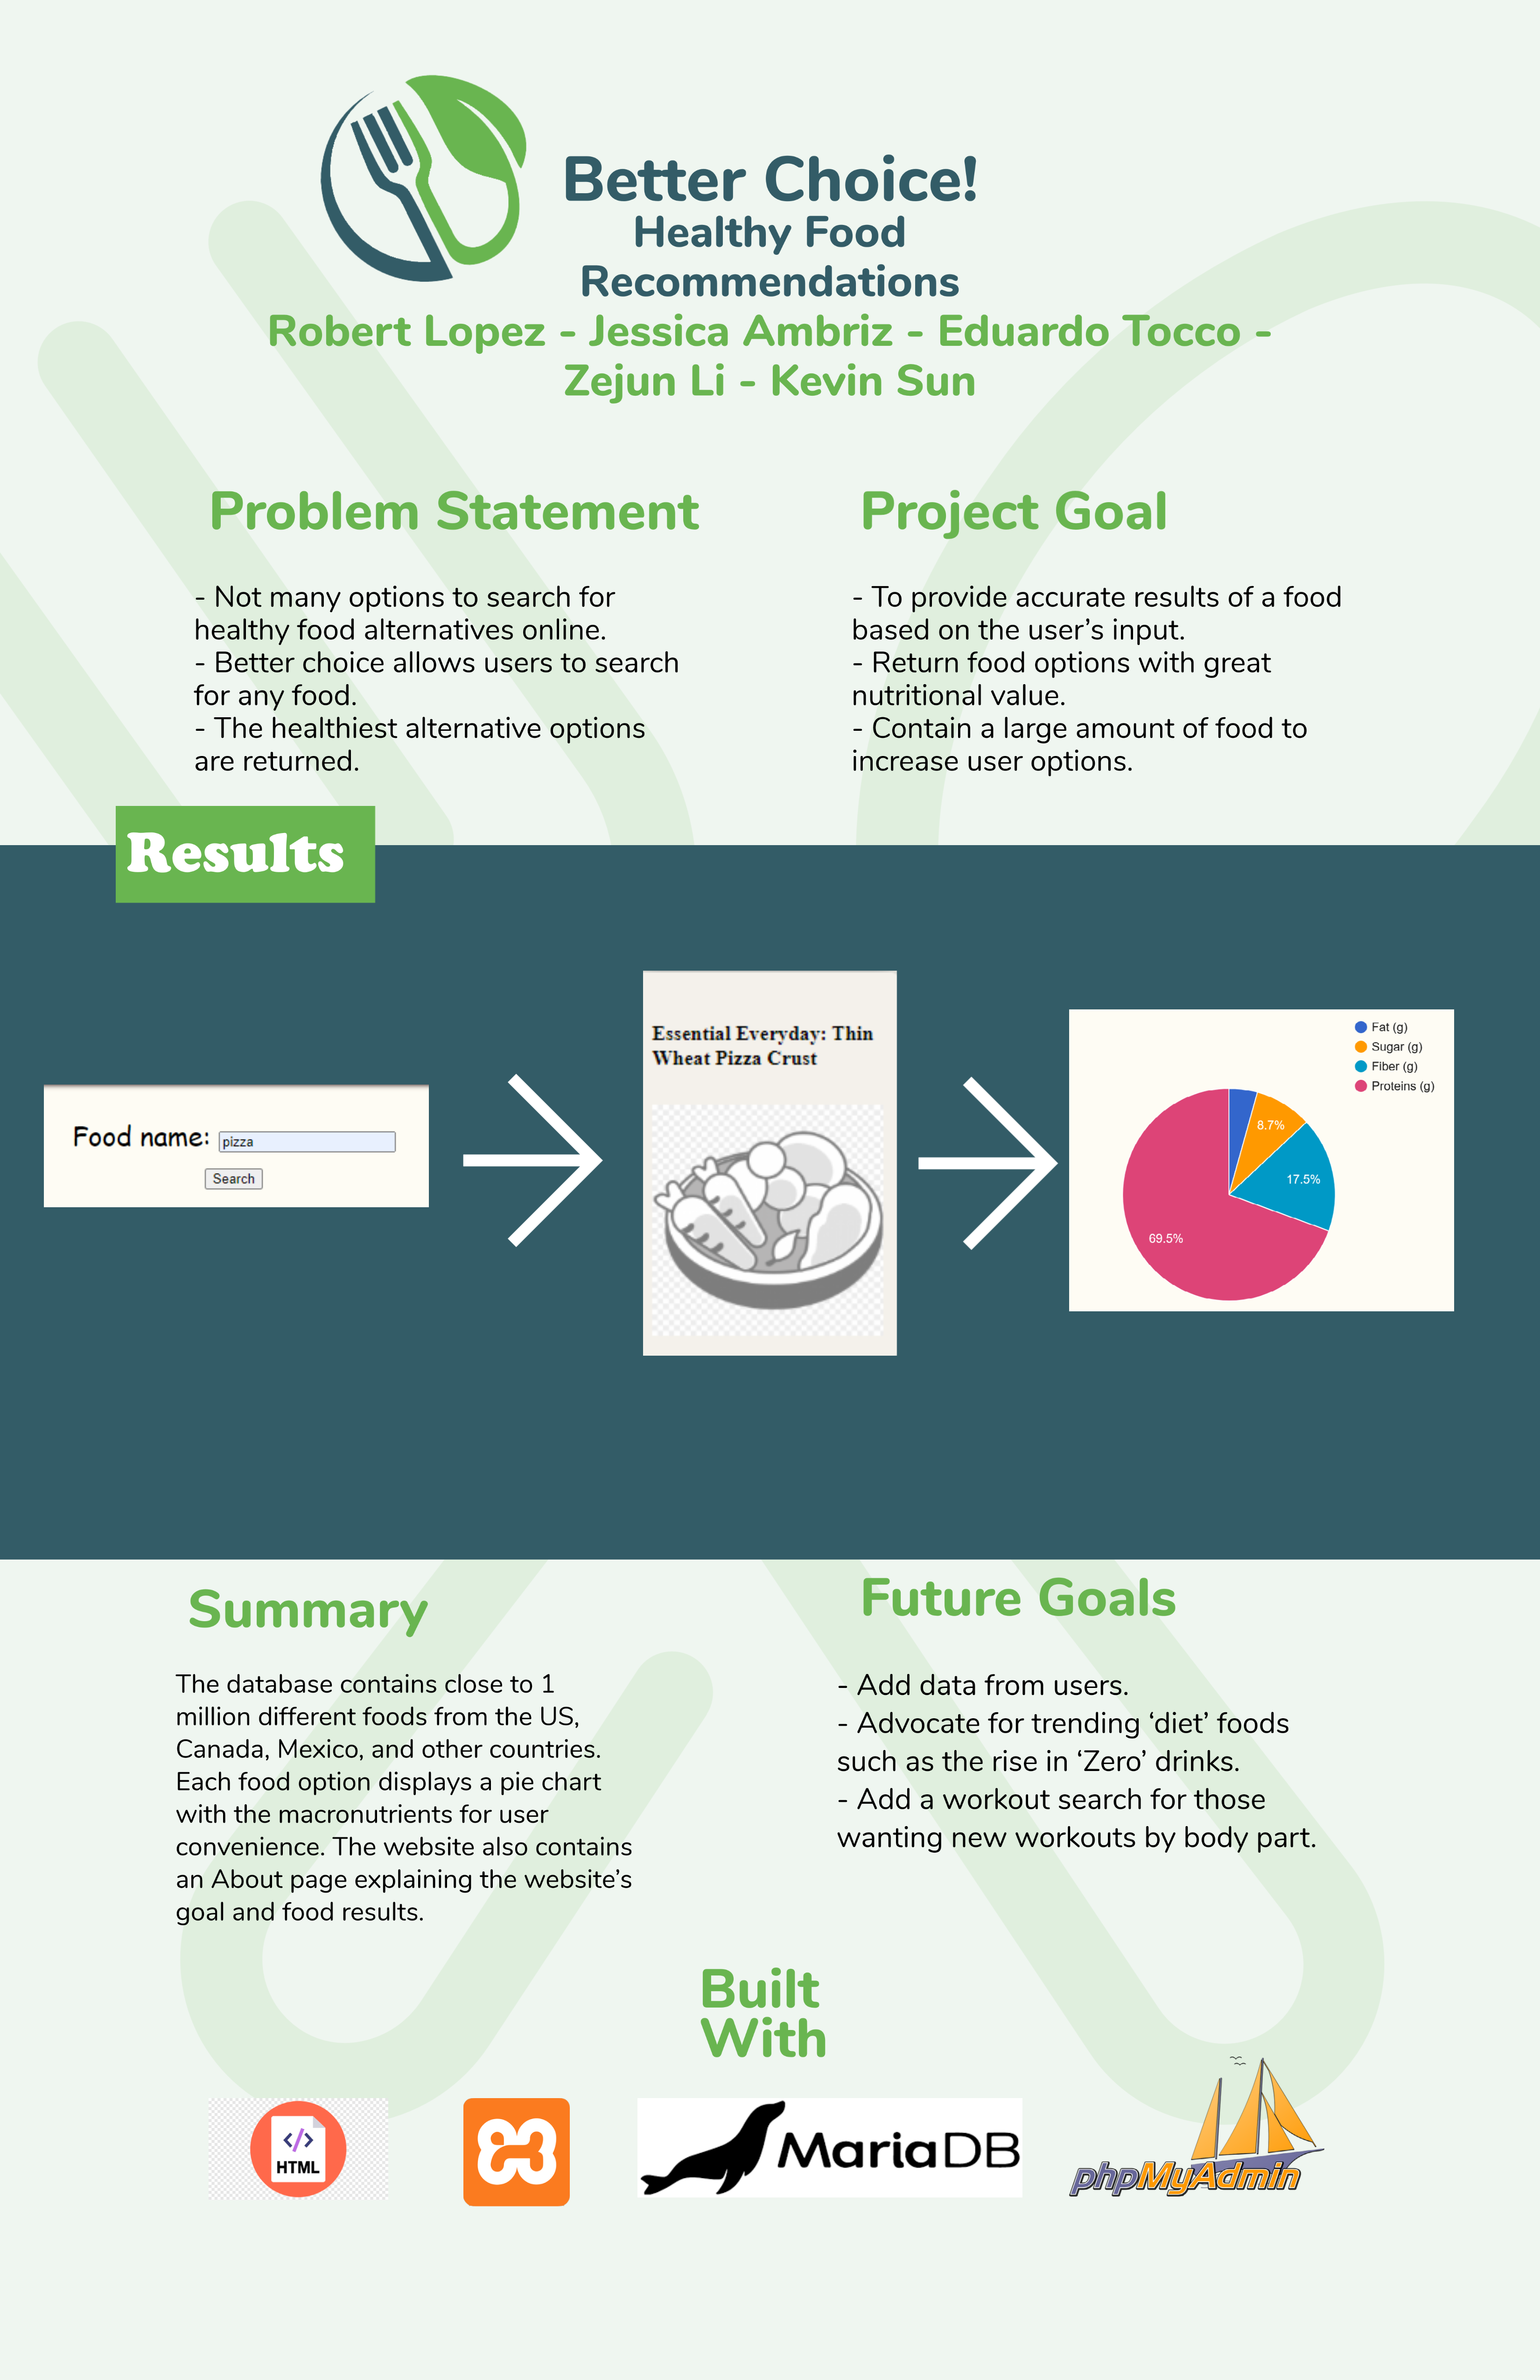 Better Choice!
Healthy Food
Recommendations
Robert Lopez - Jessica Ambriz - Eduardo Tocco -
Zejun Li - Kevin Sun
Problem Statement
- Not many options to search for
healthy food alternatives online.
- Better choice allows users to search
for any food.
- The healthiest alternative options
are returned.
Project Goal
- To provide accurate results of a food
based on the user’s input.
- Return food options with great
nutritional value.
- Contain a large amount of food to
increase user options.
Results
Food name: pizza
Search
Essential Everyday: Thin
Wheat Pizza Crust
Fat (g)
Sugar (g)
Fiber (g)
Proteins (g)
8.7%
17.5%
69.5%
Summary
The database contains close to 1
million different foods from the US,
Canada, Mexico, and other countries.
Each food option displays a pie chart
with the macronutrients for user
convenience. The website also contains
an About page explaining the website’s
goal and food results.
Future Goals
- Add data from users.
- Advocate for trending ‘diet’ foods
such as the rise in ‘Zero’ drinks.
- Add a workout search for those
wanting new workouts by body part.
Built
With
</>
HTML
MariaDB
phpMyAdmin